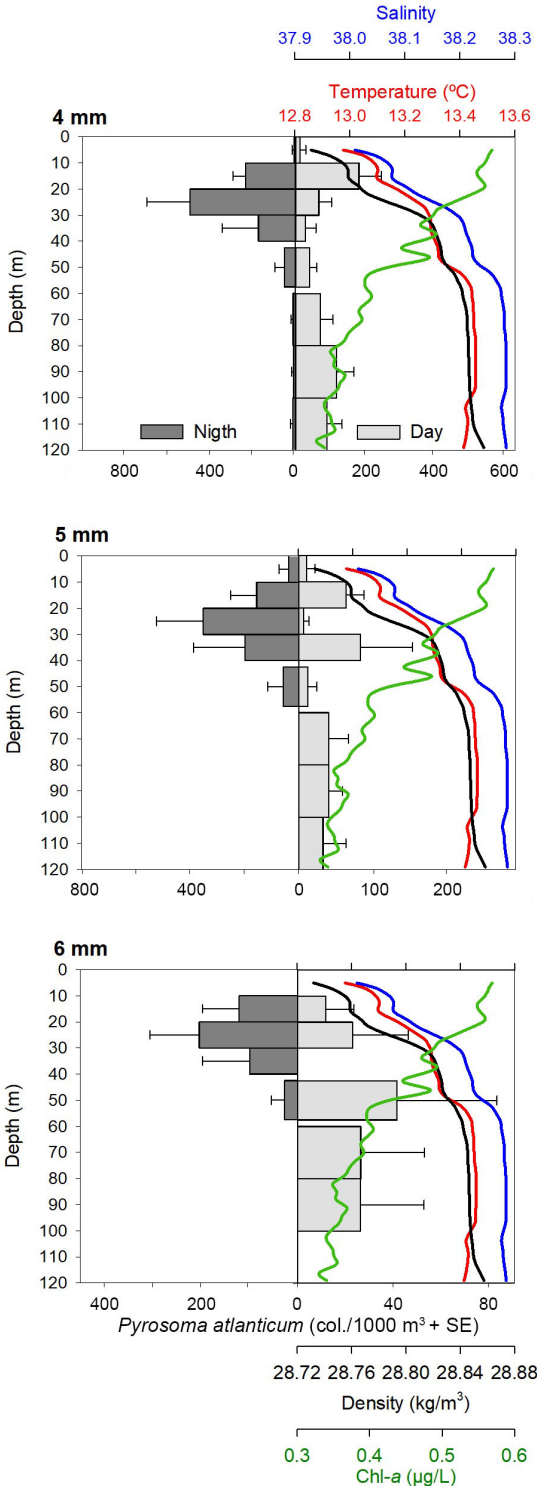 Salinity
37.9 38.0 38.1 38.2 38.3
Temperature (ºC)
12.8 13.0 13.2 13.4 13.6
4 mm
0
10
20
30
40
50
60
70
80
90
100
110
120
Depth (m)
Nigth Day
800 600 400 200 0 200 400 600
5 mm
0
10
20
30
40
50
60
70
80
90
100
110
120
Depth (m)
800 400 200 0 100 200
6 mm
0
10
20
30
40
50
60
70
80
90
100
110
120
Depth (m)
400 200 0 40 80
Pyrosoma atlanticum (col./1000 m³ + SE)
28.72 28.76 28.80 28.84 28.88
Density (kg/m³)
0.3 0.4 0.5 0.6
Chl-a (µg/L)